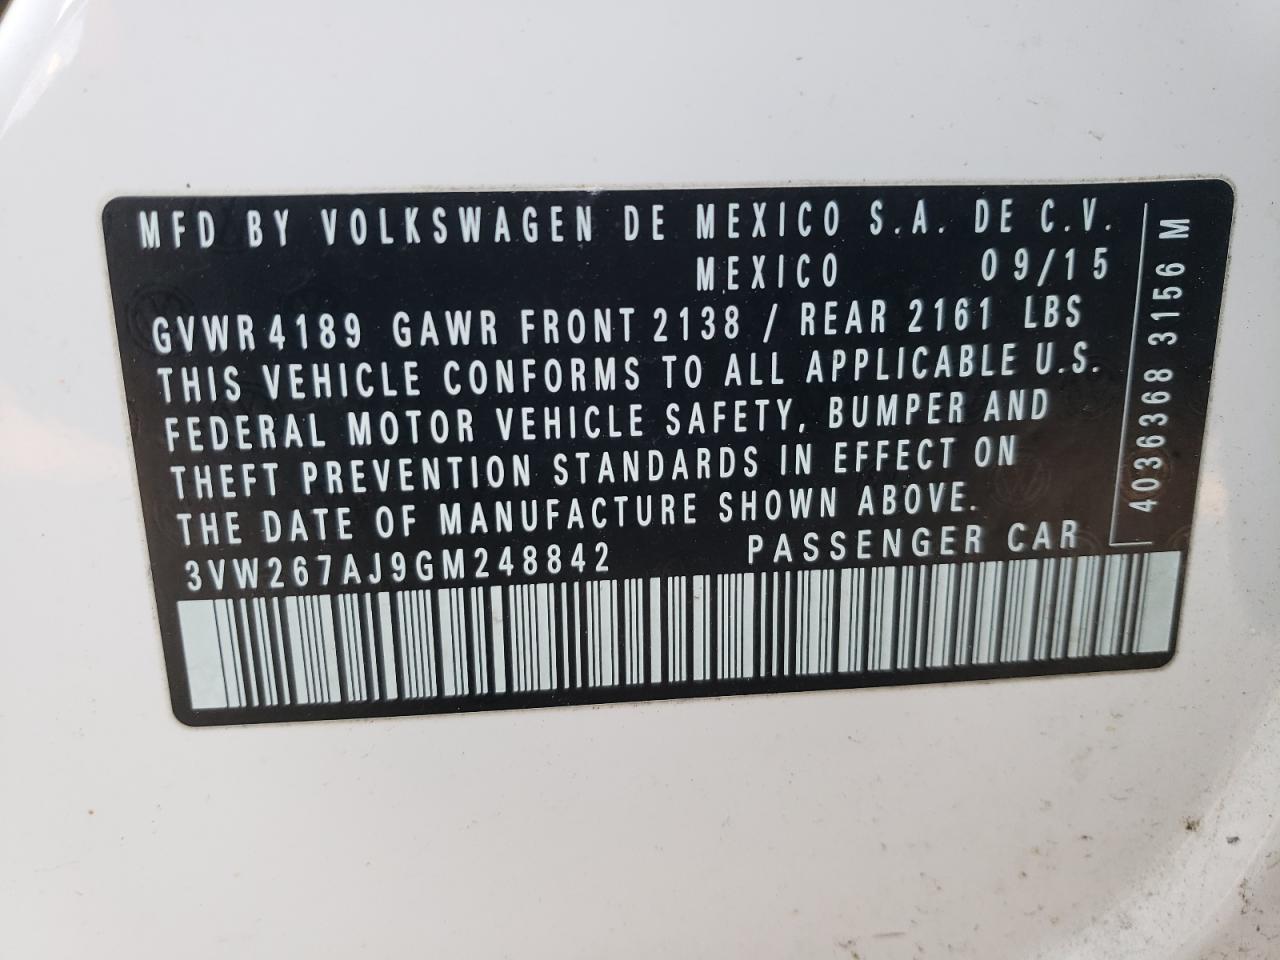 MFD BY VOLKSWAGEN DE MEXICO S.A. DE C.V.
MEXICO 09/15
GVWR 4189 GAWR FRONT 2138 / REAR 2161 LBS
THIS VEHICLE CONFORMS TO ALL APPLICABLE U.S.
FEDERAL MOTOR VEHICLE SAFETY, BUMPER AND
THEFT PREVENTION STANDARDS IN EFFECT ON
THE DATE OF MANUFACTURE SHOWN ABOVE.
3VW267AJ9GM248842 PASSENGER CAR
4036368 3156 M